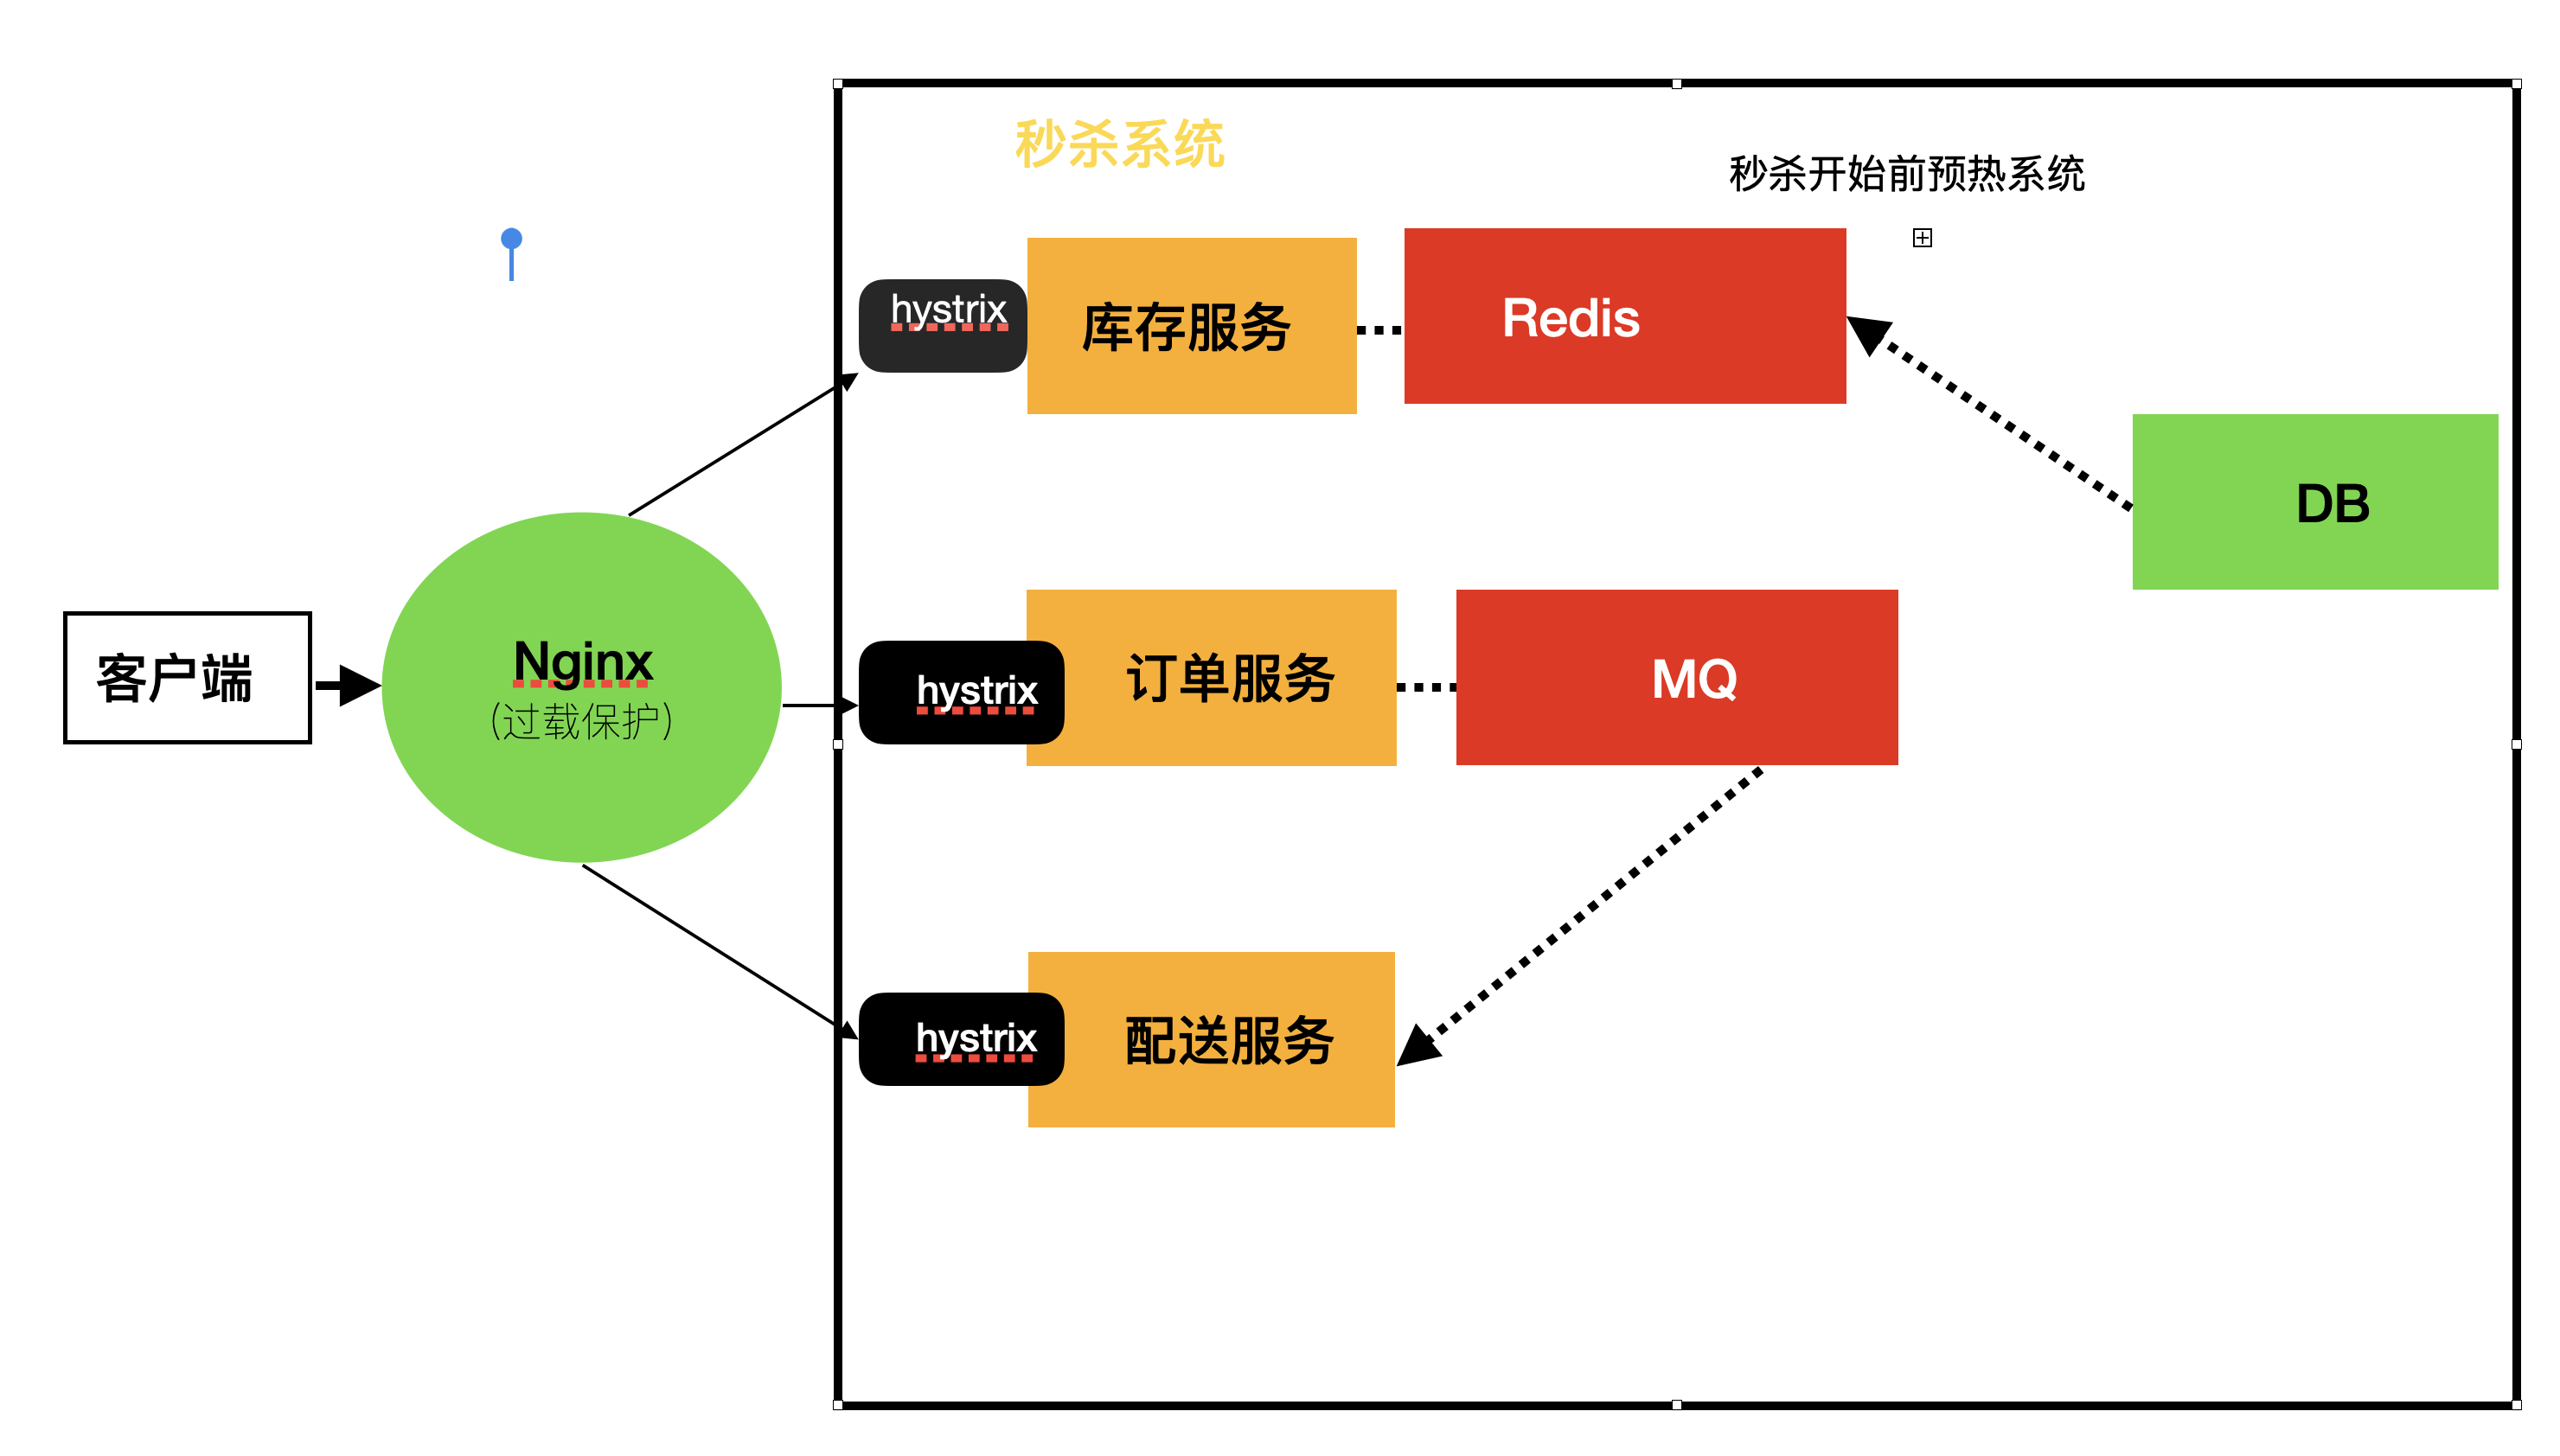 秒杀系统
秒杀开始前预热系统
hystrix
库存服务
Redis
DB
客户端
Nginx
(过载保护)
hystrix
订单服务
MQ
hystrix
配送服务